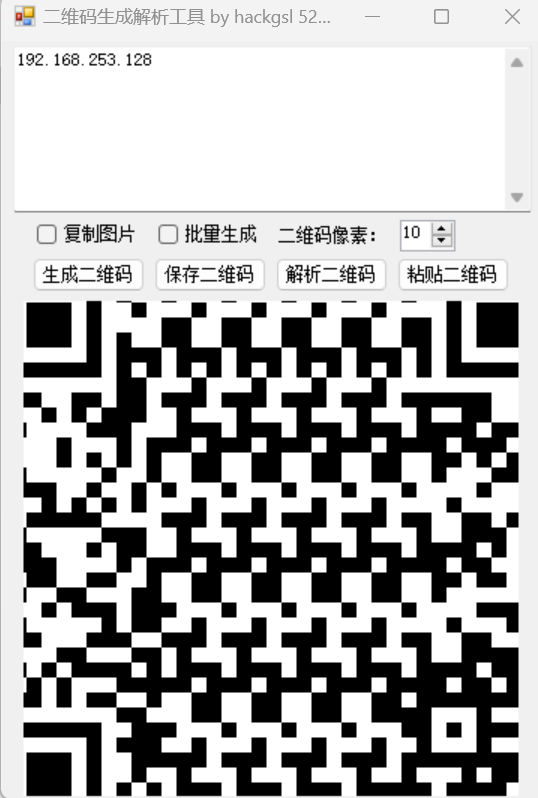 二维码生成解析工具 by hackgsl 52...
192.168.253.128
复制图片 批量生成 二维码像素： 10
生成二维码 保存二维码 解析二维码 粘贴二维码